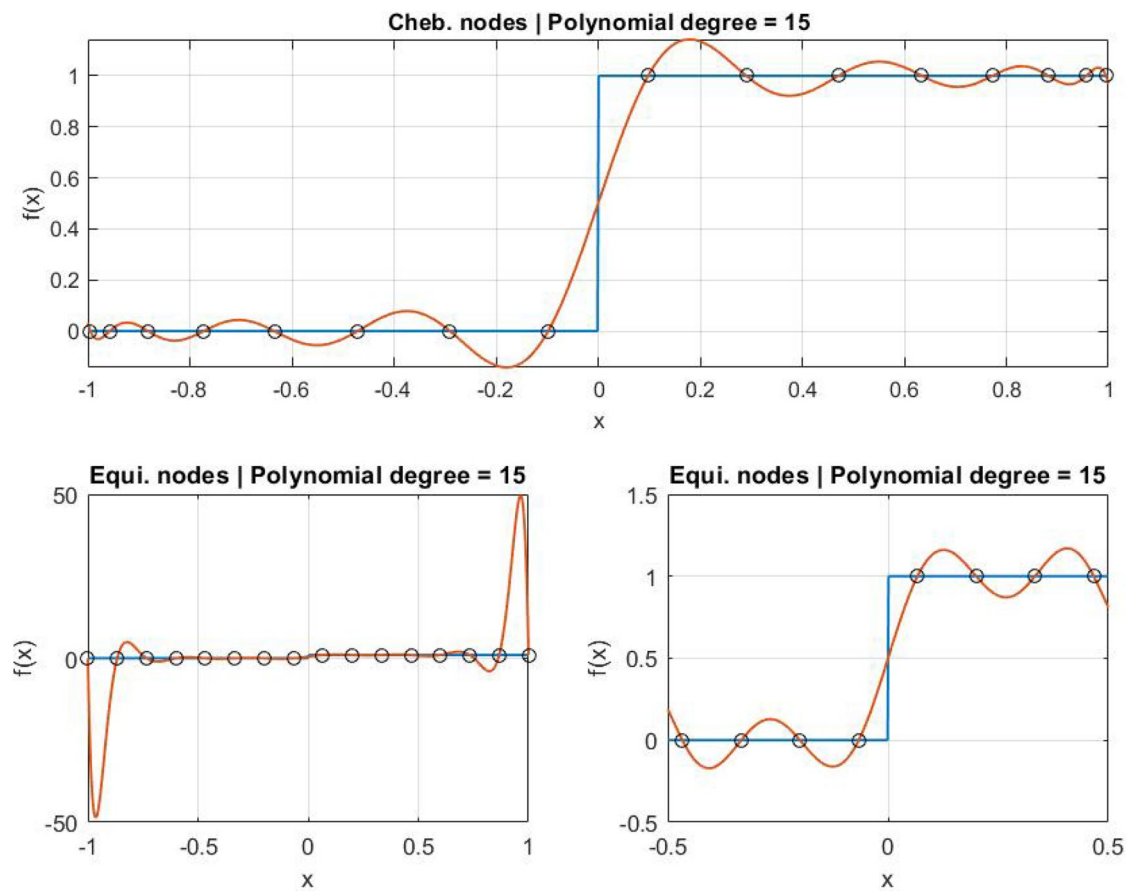 Cheb. nodes | Polynomial degree = 15
1
0.8
0.6
0.4
0.2
0
f(x)
-1 -0.8 -0.6 -0.4 -0.2 0 0.2 0.4 0.6 0.8 1
x
Equi. nodes | Polynomial degree = 15
50
0
-50
f(x)
-1 -0.5 0 0.5 1
x
Equi. nodes | Polynomial degree = 15
1.5
1
0.5
0
-0.5
f(x)
-0.5 0 0.5
x